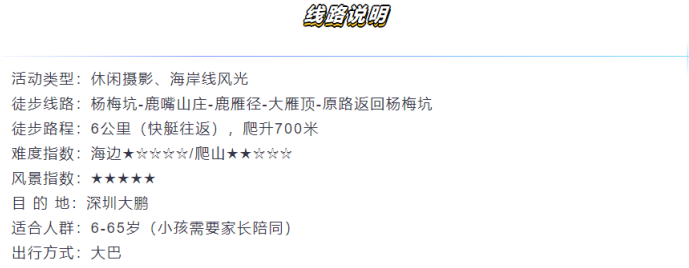 线路说明
活动类型：休闲摄影、海岸线风光
徒步线路：杨梅坑-鹿嘴山庄-鹿雁径-大雁顶-原路返回杨梅坑
徒步路程：6公里（快艇往返），爬升700米
难度指数：海边★☆☆☆☆/爬山★★☆☆☆
风景指数：★★★★★
目 的 地：深圳大鹏
适合人群：6-65岁（小孩需要家长陪同）
出行方式：大巴